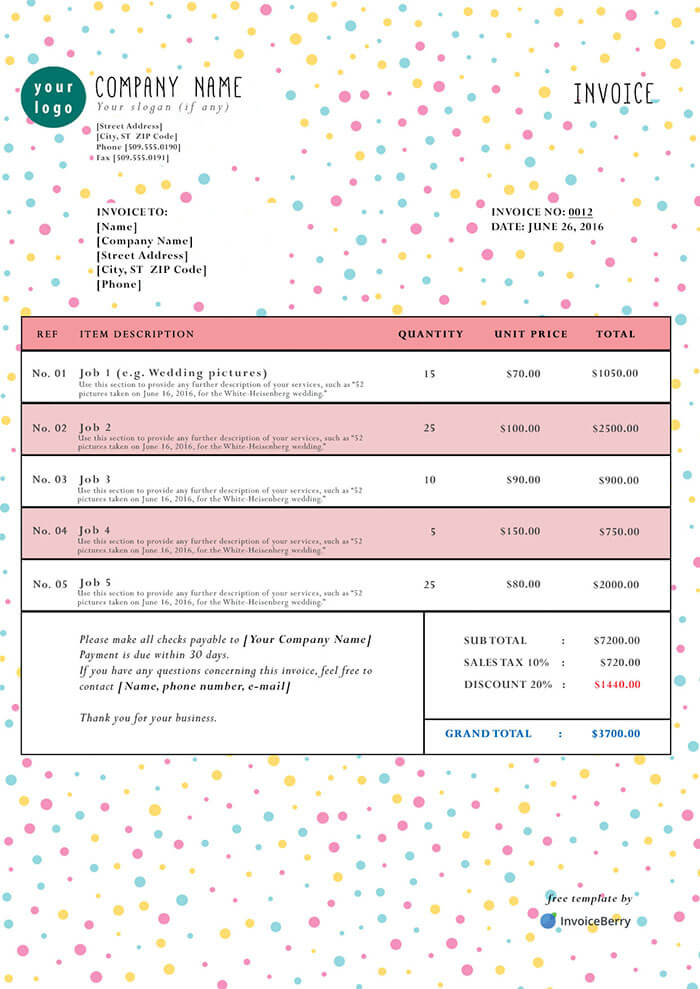 your
logo
COMPANY NAME
Your slogan (if any)
INVOICE
[Street Address]
[City, ST ZIP Code]
Phone [509.555.0190]
Fax [509.555.0191]
INVOICE TO:
[Name]
[Company Name]
[Street Address]
[City, ST ZIP Code]
[Phone]
INVOICE NO: 0012
DATE: JUNE 26, 2016
REF ITEM DESCRIPTION QUANTITY UNIT PRICE TOTAL
No. 01 Job 1 (e.g. Wedding pictures) 15 $70.00 $1050.00
Use this section to provide any further description of your services, such as "52
pictures taken on June 16, 2016, for the White-Heisenberg wedding."
No. 02 Job 2 25 $100.00 $2500.00
Use this section to provide any further description of your services, such as "52
pictures taken on June 16, 2016, for the White-Heisenberg wedding."
No. 03 Job 3 10 $90.00 $900.00
Use this section to provide any further description of your services, such as "52
pictures taken on June 16, 2016, for the White-Heisenberg wedding."
No. 04 Job 4 5 $150.00 $750.00
Use this section to provide any further description of your services, such as "52
pictures taken on June 16, 2016, for the White-Heisenberg wedding."
No. 05 Job 5 25 $80.00 $2000.00
Use this section to provide any further description of your services, such as "52
pictures taken on June 16, 2016, for the White-Heisenberg wedding."
Please make all checks payable to [Your Company Name]
Payment is due within 30 days.
If you have any questions concerning this invoice, feel free to
contact [Name, phone number, e-mail]
Thank you for your business.
SUBTOTAL : $7200.00
SALES TAX 10% : $720.00
DISCOUNT 20% : $1440.00
GRAND TOTAL : $3700.00
free template by
InvoiceBerry